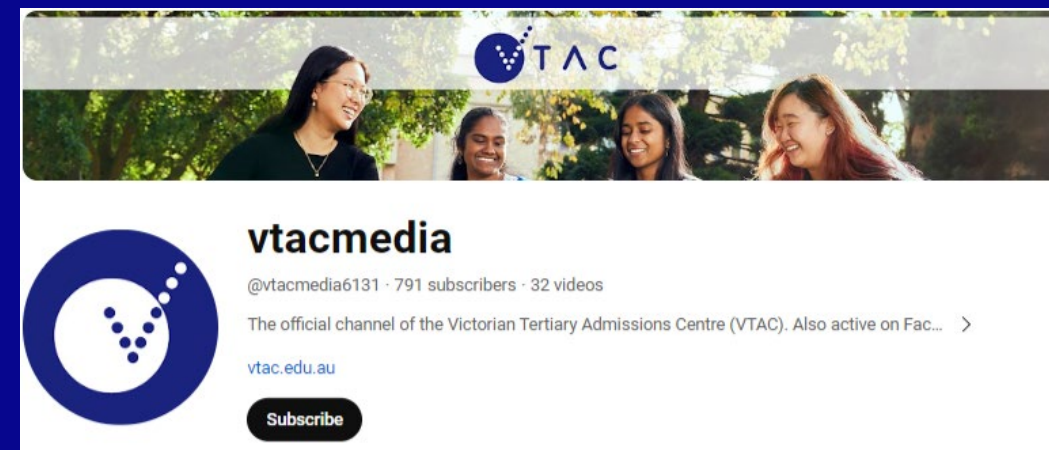 VTAC
vtacmedia
@vtacmedia6131 · 791 subscribers · 32 videos
The official channel of the Victorian Tertiary Admissions Centre (VTAC). Also active on Fac...
vtac.edu.au
Subscribe